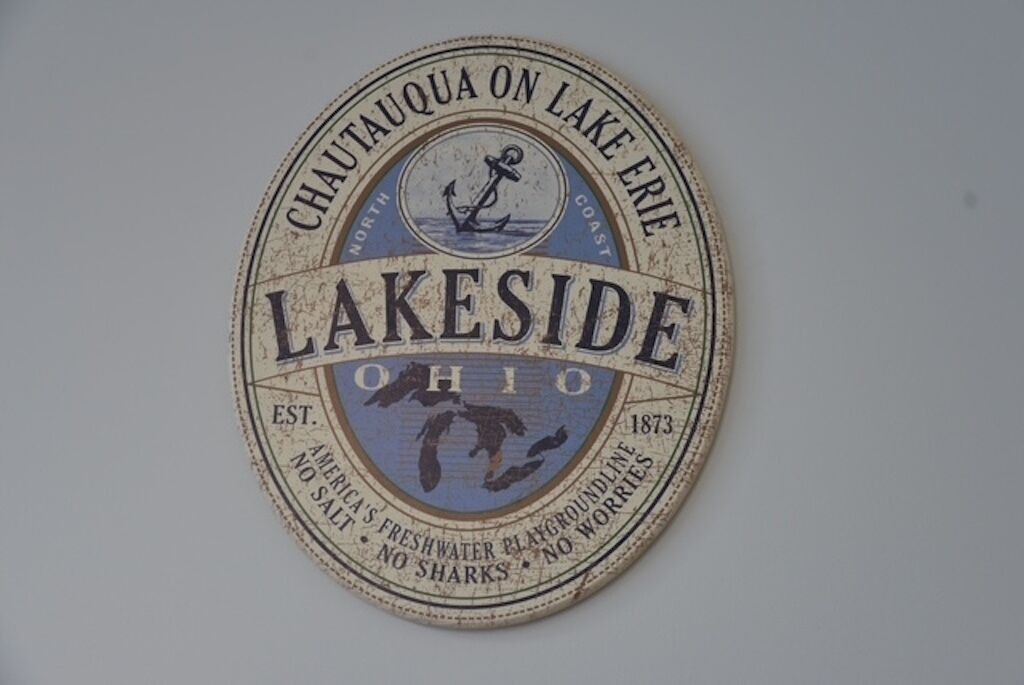 CHAUTAUQUA ON LAKE ERIE
NORTH COAST
LAKESIDE
OHIO
EST. 1873
AMERICA'S FRESHWATER PLAYGROUNDLINE
NO SALT • NO SHARKS • NO WORRIES